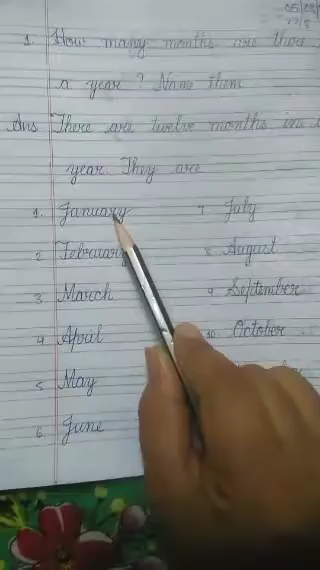 05/08/
1. How many months are there
a year ? Name them
Ans There are twelve months in
year. They are
1. January
7. July
2. February
8. August
3. March
9. September
4. April
10. October
5. May
6. June